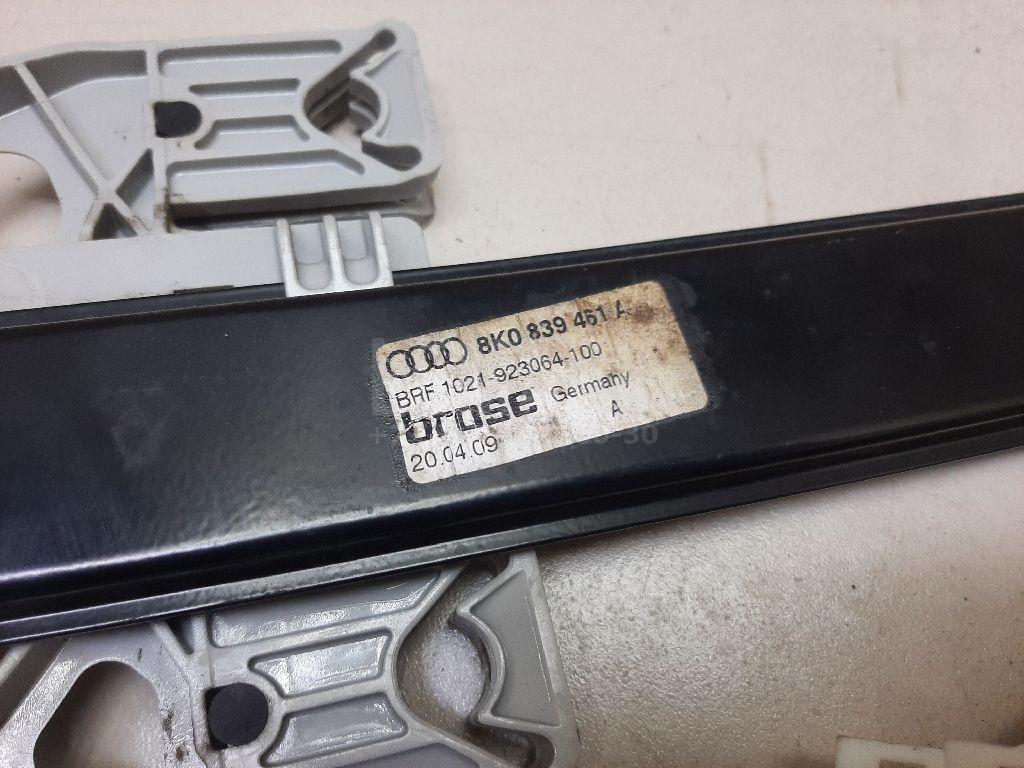 8K0 839 461 A
BRF 1021-923064-100
brose Germany
20.04.09 A